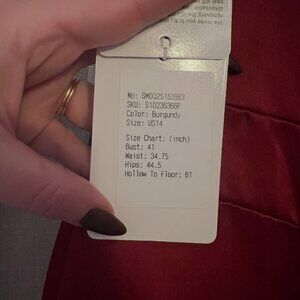 No: SM0325153983
SKU: S10236366P
Color: Burgundy
Size: US14
Size Chart: (inch)
Bust: 41
Waist: 34.75
Hips: 44.5
Hollow To Floor: 61